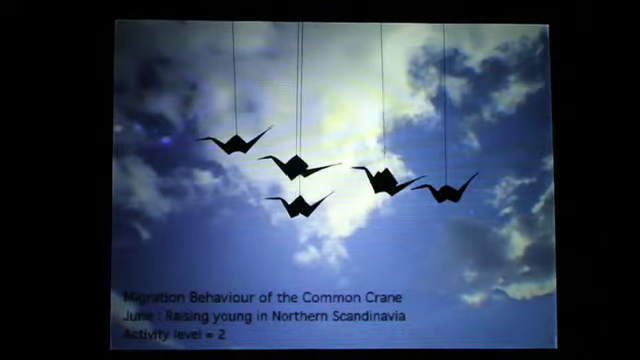 Migration Behaviour of the Common Crane
June : Raising young in Northern Scandinavia
Activity level = 2